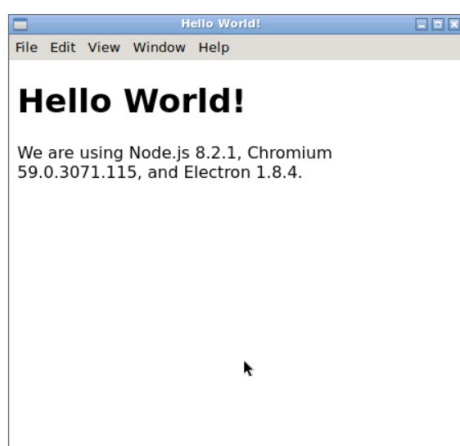 Hello World!
File Edit View Window Help
Hello World!
We are using Node.js 8.2.1, Chromium
59.0.3071.115, and Electron 1.8.4.